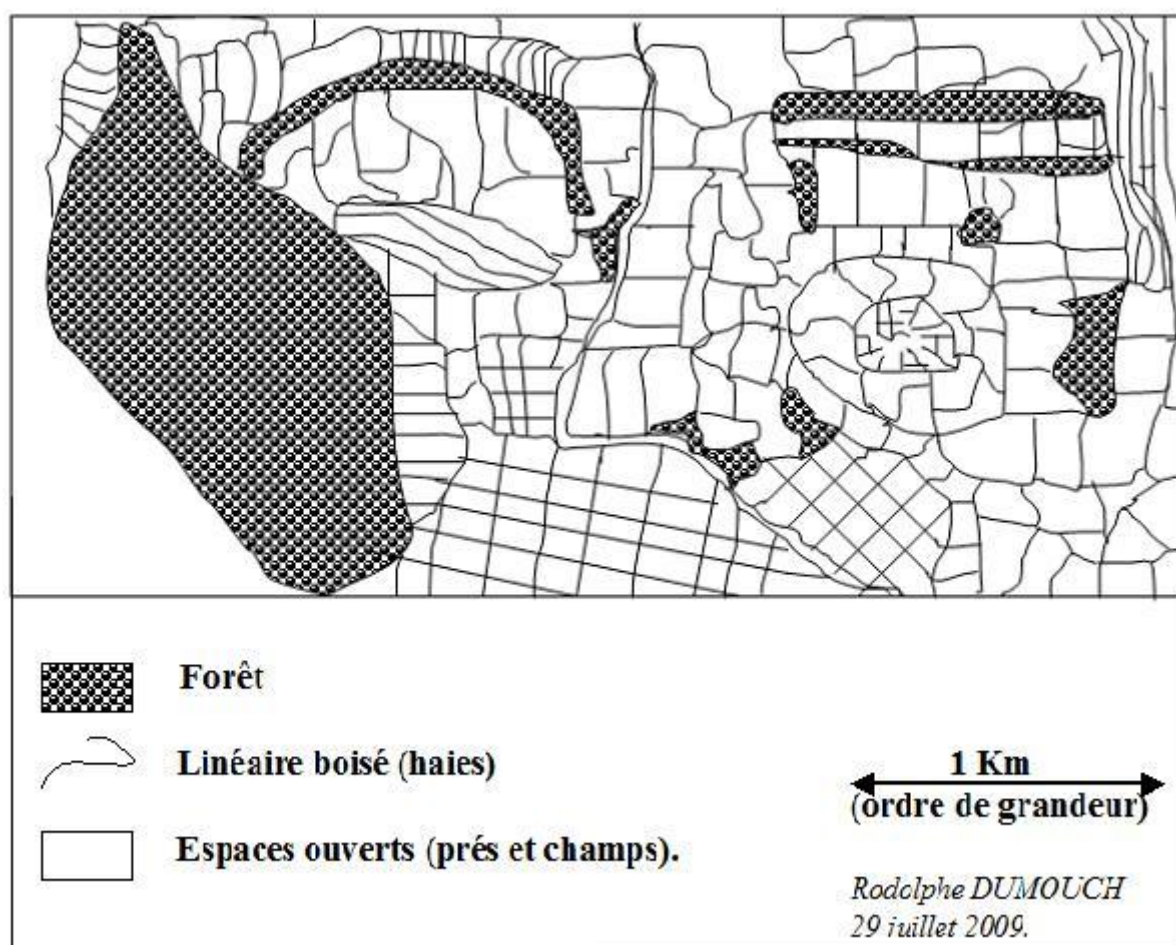 Forêt
Linéaire boisé (haies)
Espaces ouverts (prés et champs).
1 Km
(ordre de grandeur)
Rodolphe DUMOUCH
29 juillet 2009.